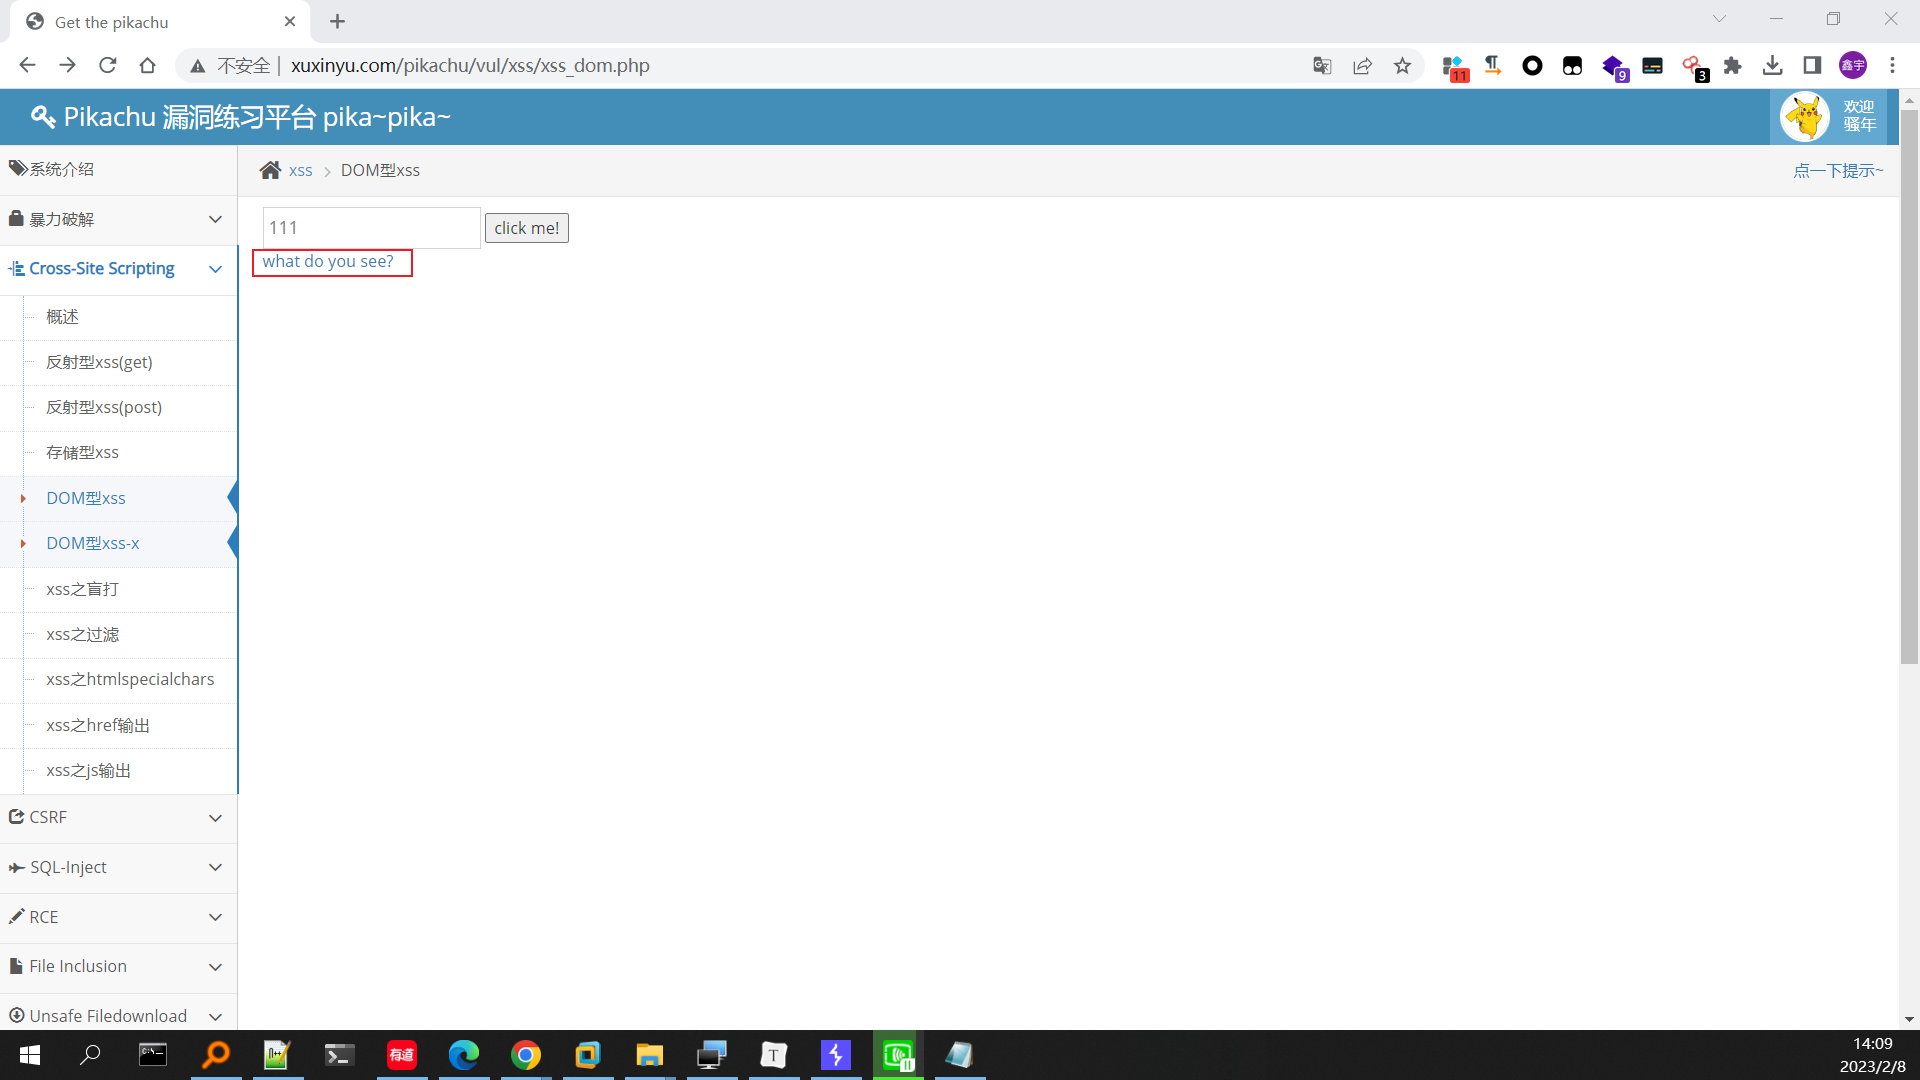 Get the pikachu
不安全 | xuxinyu.com/pikachu/vul/xss/xss_dom.php
11
9
3
鑫宇
Pikachu 漏洞练习平台 pika~pika~
欢迎
骚年
系统介绍
暴力破解
Cross-Site Scripting
概述
反射型xss(get)
反射型xss(post)
存储型xss
DOM型xss
DOM型xss-x
xss之盲打
xss之过滤
xss之htmlspecialchars
xss之href输出
xss之js输出
CSRF
SQL-Inject
RCE
File Inclusion
Unsafe Filedownload
xss > DOM型xss
点一下提示~
111
click me!
what do you see?
有道
T
14:09
2023/2/8